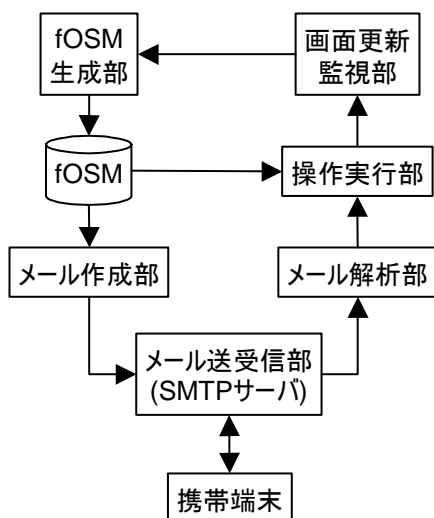 fOSM
生成部
画面更新
監視部
fOSM
操作実行部
メール作成部
メール解析部
メール送受信部
(SMTPサーバ)
携帯端末